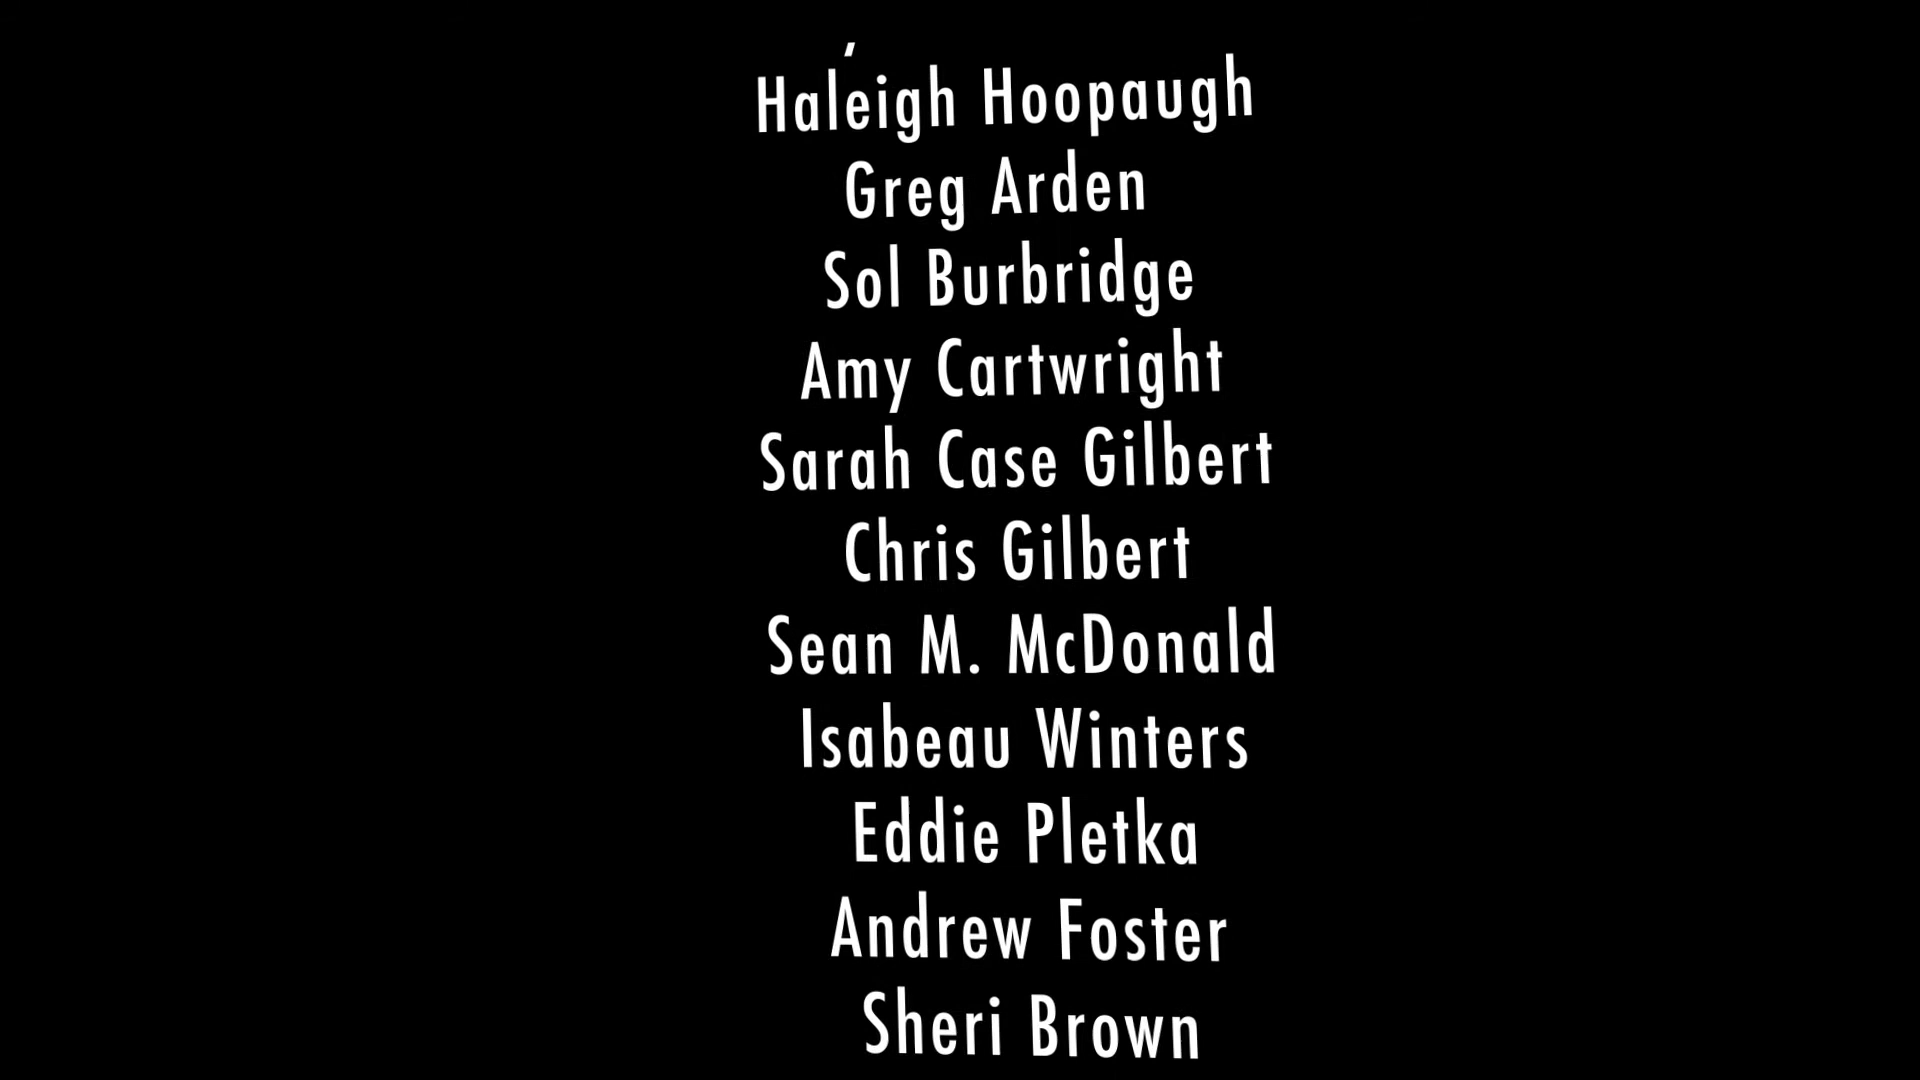 Haleigh Hoopaugh
Greg Arden
Sol Burbridge
Amy Cartwright
Sarah Case Gilbert
Chris Gilbert
Sean M. McDonald
Isabeau Winters
Eddie Pletka
Andrew Foster
Sheri Brown